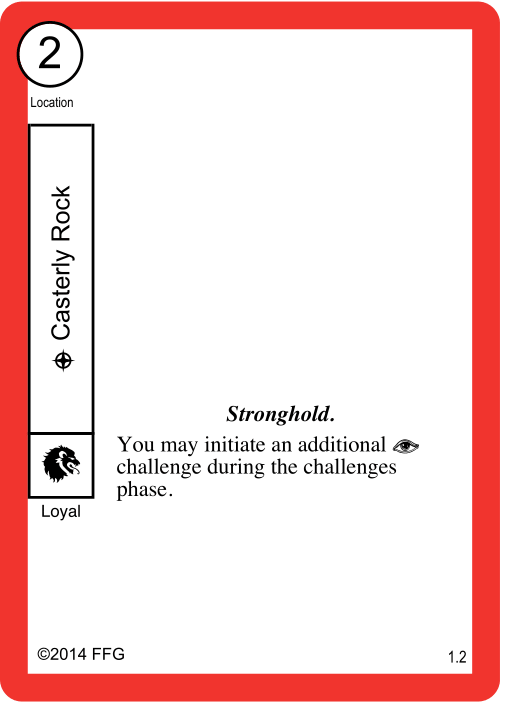 2
Location
Casterly Rock
Stronghold.
You may initiate an additional
challenge during the challenges
phase.
Loyal
©2014 FFG
1.2